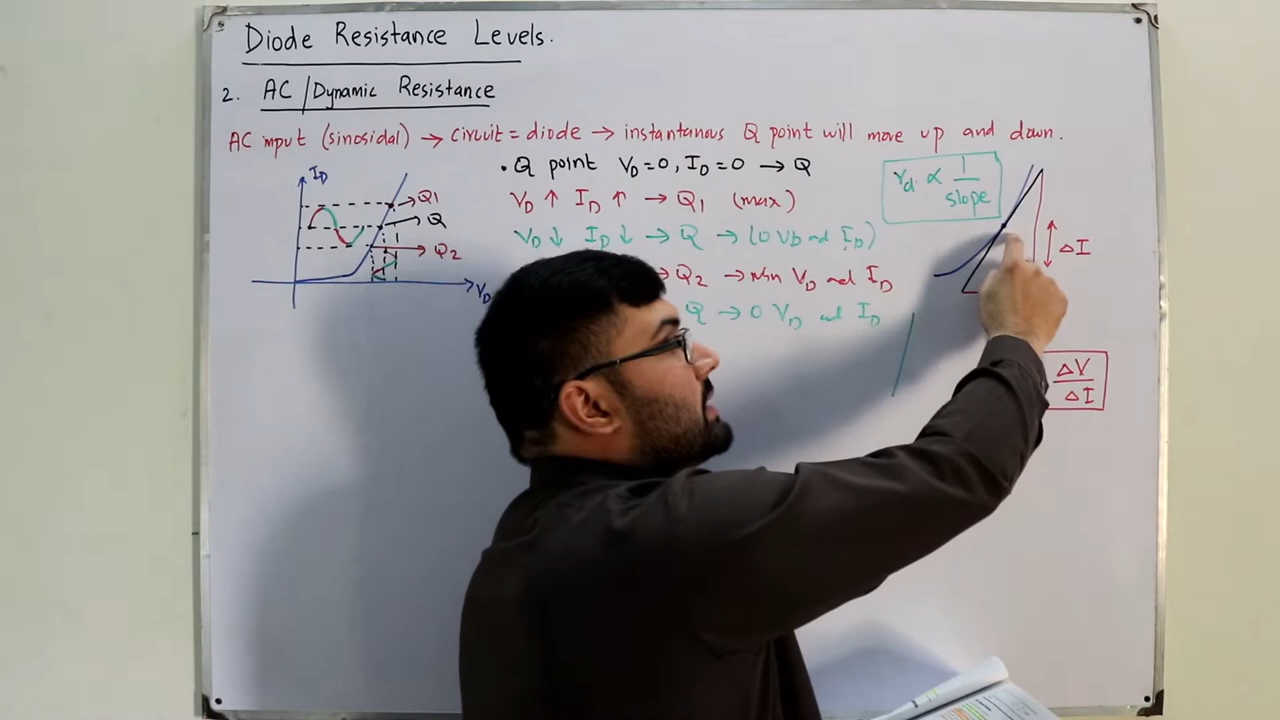 Diode Resistance Levels.
2. AC/Dynamic Resistance
AC input (sinosidal) → circuit = diode → instantanous Q point will move up and down.
• Q point V_D=0, I_D=0 → Q
V_D ↑ I_D ↑ → Q1 (max)
V_D ↓ I_D ↓ → Q → (0 Vb and I_D)
→ Q2 → Min V_D and I_D
Q → 0 V_D and I_D
r_d ∝ 1/slope
ΔI
ΔV/ΔI
I_D
Q1
Q
Q2
V_D